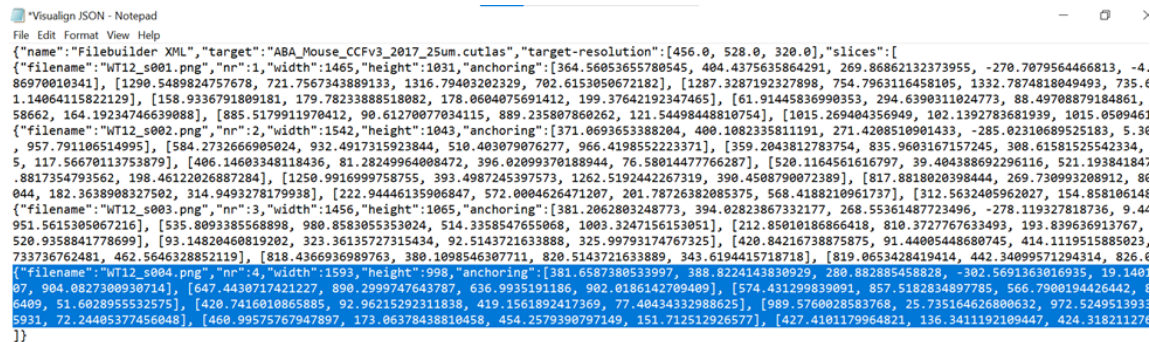 *Visualign JSON - Notepad
File Edit Format View Help
{"name":"Filebuilder XML","target":"ABA_Mouse_CCFv3_2017_25um.cutlas","target-resolution":[456.0, 528.0, 320.0],"slices":[
{"filename":"WT12_s001.png","nr":1,"width":1465,"height":1031,"anchoring":[364.56053655780545, 404.4375635864291, 269.86862132373955, -270.7079564466813, -4.
86970010341], [1290.5489824757678, 721.7567343889133, 1316.79403202329, 702.6153050672182], [1287.3287192327898, 754.7963116458105, 1332.7874818049493, 735.6
1.14064115822129], [158.9336791809181, 179.78233888518082, 178.0604075691412, 199.37642192347465], [61.91445836990353, 294.6390311024773, 88.49708879184861,
58662, 164.19234746639088], [885.5179911970412, 90.61270077034115, 889.235807860262, 121.54498448810754], [1015.269404356949, 102.1392783681939, 1015.0509461
{"filename":"WT12_s002.png","nr":2,"width":1542,"height":1043,"anchoring":[371.0693653388204, 400.1082335811191, 271.4208510901433, -285.02310689525183, 5.30
, 957.791106514995], [584.2732666905024, 932.4917315923844, 510.403079076277, 966.4198552223371], [359.2043812783754, 835.9603167157245, 308.61581525542334,
5, 117.56670113753879], [406.14603348118436, 81.28249964008472, 396.02099370188944, 76.58014477766287], [520.1164561616797, 39.404388692296116, 521.193841847
.8817354793562, 198.46122026887284], [1250.9916999758755, 393.4987245397573, 1262.5192442267319, 390.4508790072389], [817.8818020398444, 269.730993208912, 80
044, 182.3638908327502, 314.9493278179938], [222.94446135906847, 572.0004626471207, 201.78726382085375, 568.4188210961737], [312.5632405962027, 154.858106148
{"filename":"WT12_s003.png","nr":3,"width":1456,"height":1065,"anchoring":[381.2062803248773, 394.02823867332177, 268.55361487723496, -278.119327818736, 9.44
951.5615305067216], [535.8093385568898, 980.8583055353024, 514.3358547655068, 1003.3247156153051], [212.85010186866418, 810.3727767633493, 193.839636913767,
520.9358841778699], [93.14820460819202, 323.36135727315434, 92.5143721633888, 325.99793174767325], [420.84216738875875, 91.44005448680745, 414.1119515885023,
733736762481, 462.5646328852119], [818.4366936989763, 380.1098546307711, 820.5143721633889, 343.6194415718718], [819.0653428419414, 442.34099571294314, 826.0
{"filename":"WT12_s004.png","nr":4,"width":1593,"height":998,"anchoring":[381.6587380533997, 388.8224143830929, 280.882885458828, -302.5691363016935, 19.1401
07, 904.0827300930714], [647.4430717421227, 890.2999747643787, 636.9935191186, 902.0186142709409], [574.431299839091, 857.5182834897785, 566.7900194426442, 8
6409, 51.6028955532575], [420.7416010865885, 92.96215292311838, 419.1561892417369, 77.40434332988625], [989.5760028583768, 25.735164626800632, 972.5249513933
5931, 72.24405377456048], [460.99575767947897, 173.06378438810458, 454.2579390797149, 151.712512926577], [427.4101179964821, 136.3411192109447, 424.318211276
]}